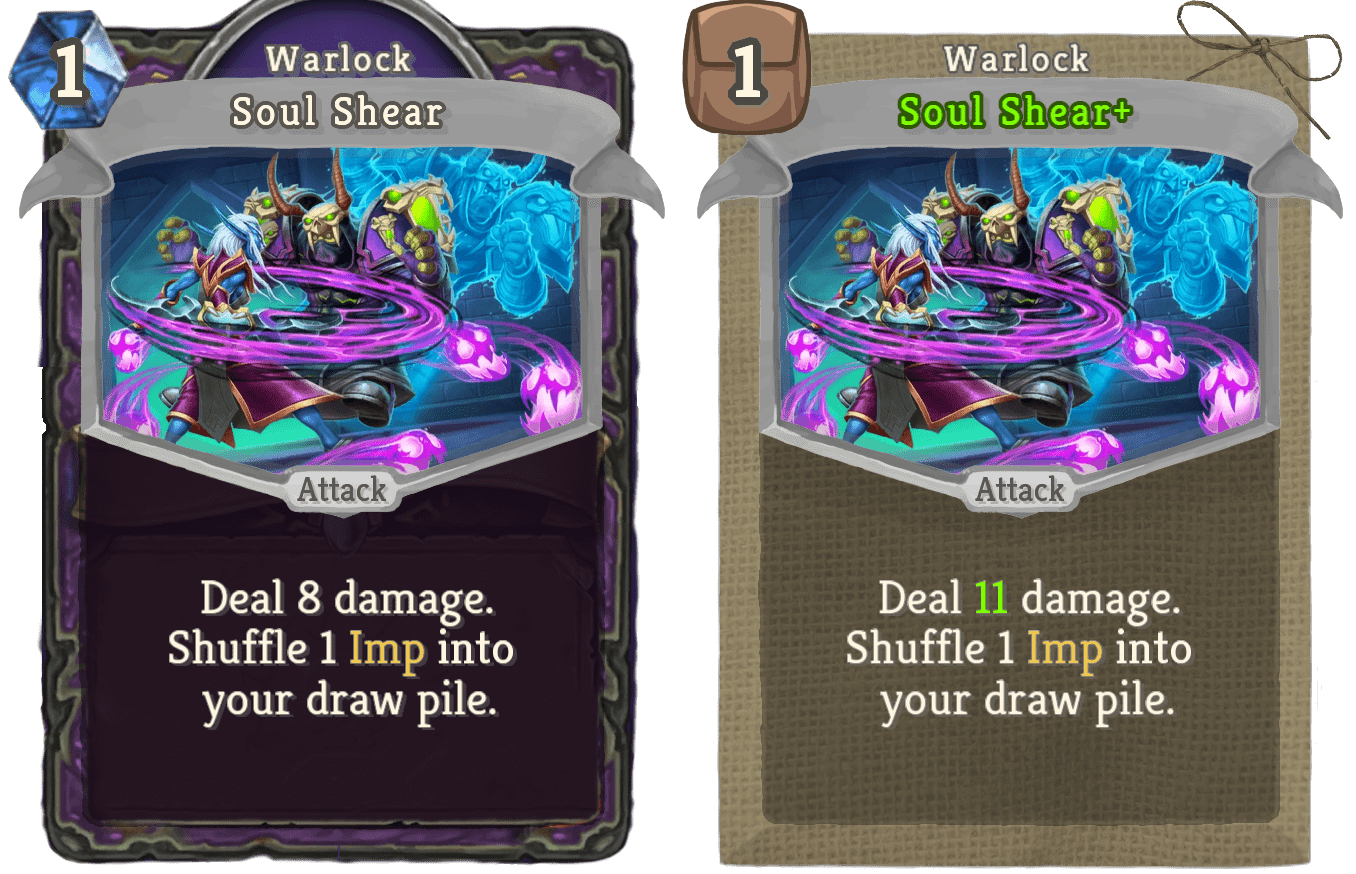 1
Warlock
Soul Shear
Attack
Deal 8 damage.
Shuffle 1 Imp into
your draw pile.
1
Warlock
Soul Shear+
Attack
Deal 11 damage.
Shuffle 1 Imp into
your draw pile.